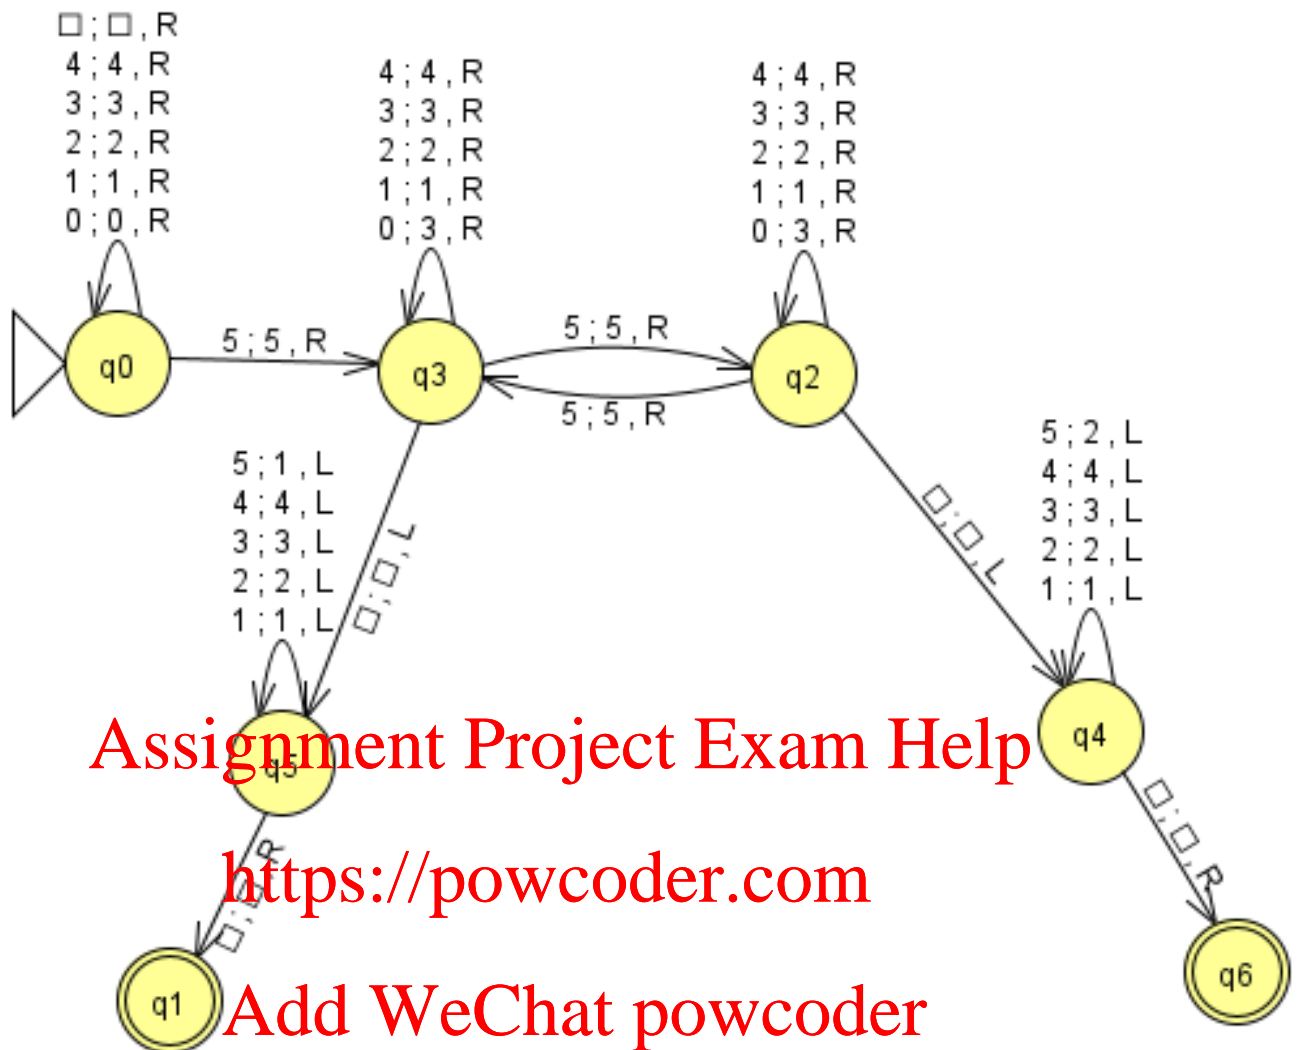 □ ; □ , R
4 ; 4 , R
3 ; 3 , R
2 ; 2 , R
1 ; 1 , R
0 ; 0 , R
4 ; 4 , R
3 ; 3 , R
2 ; 2 , R
1 ; 1 , R
0 ; 3 , R
4 ; 4 , R
3 ; 3 , R
2 ; 2 , R
1 ; 1 , R
0 ; 3 , R
q0
5 ; 5 , R
q3
5 ; 5 , R
5 ; 5 , R
q2
5 ; 1 , L
4 ; 4 , L
3 ; 3 , L
2 ; 2 , L
1 ; 1 , L
□ ; □ , L
□ ; □ , L
5 ; 2 , L
4 ; 4 , L
3 ; 3 , L
2 ; 2 , L
1 ; 1 , L
q5
Assignment Project Exam Help
q4
□ ; □ , R
https://powcoder.com
□ ; □ , R
q1
Add WeChat powcoder
q6